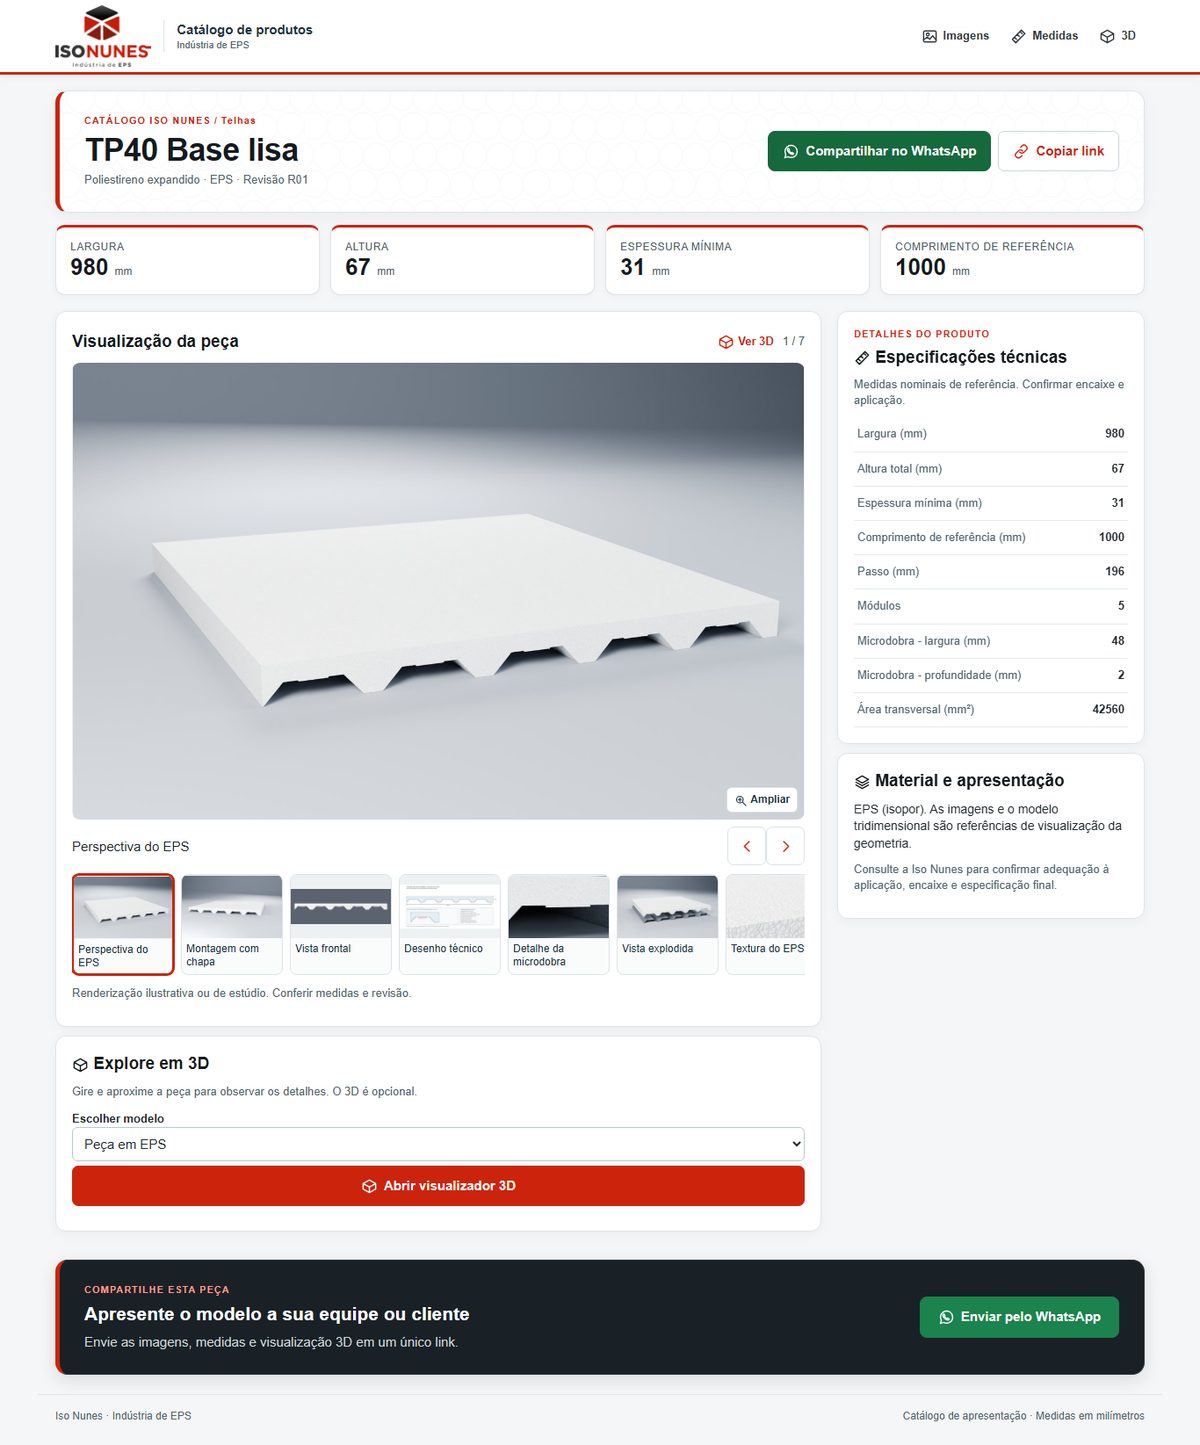 ISONUNES
Indústria de EPS
Catálogo de produtos
Indústria de EPS
Imagens
Medidas
3D
CATÁLOGO ISO NUNES / Telhas
TP40 Base lisa
Poliestireno expandido · EPS · Revisão R01
Compartilhar no WhatsApp
Copiar link
LARGURA
980 mm
ALTURA
67 mm
ESPESSURA MÍNIMA
31 mm
COMPRIMENTO DE REFERÊNCIA
1000 mm
Visualização da peça
Ver 3D 1 / 7
Ampliar
Perspectiva do EPS
Perspectiva do
EPS
Montagem com
chapa
Vista frontal
Desenho técnico
Detalhe da
microdobra
Vista explodida
Textura do EPS
Renderização ilustrativa ou de estúdio. Conferir medidas e revisão.
DETALHES DO PRODUTO
Especificações técnicas
Medidas nominais de referência. Confirmar encaixe e
aplicação.
Largura (mm) 980
Altura total (mm) 67
Espessura mínima (mm) 31
Comprimento de referência (mm) 1000
Passo (mm) 196
Módulos 5
Microdobra - largura (mm) 48
Microdobra - profundidade (mm) 2
Área transversal (mm²) 42560
Material e apresentação
EPS (isopor). As imagens e o modelo
tridimensional são referências de visualização da
geometria.
Consulte a Iso Nunes para confirmar adequação à
aplicação, encaixe e especificação final.
Explore em 3D
Gire e aproxime a peça para observar os detalhes. O 3D é opcional.
Escolher modelo
Peça em EPS
Abrir visualizador 3D
COMPARTILHE ESTA PEÇA
Apresente o modelo a sua equipe ou cliente
Envie as imagens, medidas e visualização 3D em um único link.
Enviar pelo WhatsApp
Iso Nunes · Indústria de EPS
Catálogo de apresentação · Medidas em milímetros